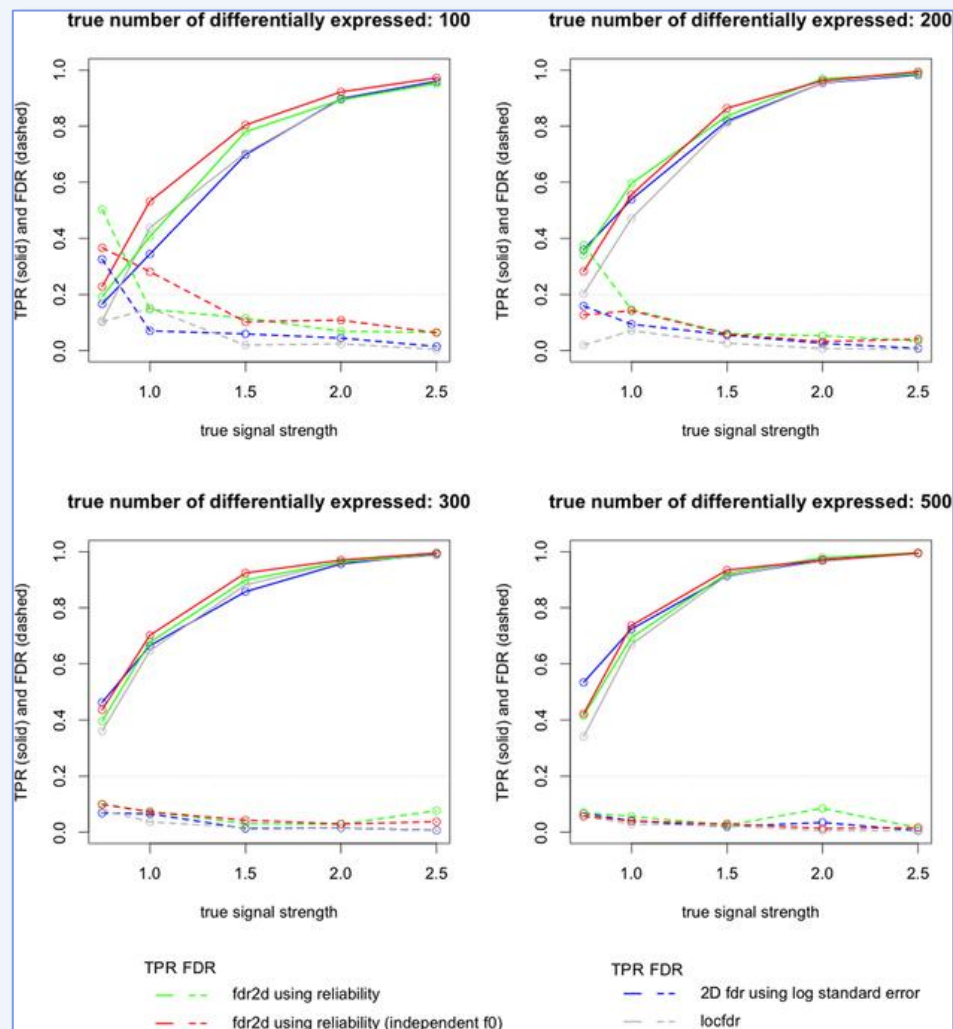 true number of differentially expressed: 100
TPR (solid) and FDR (dashed)
1.0
0.8
0.6
0.4
0.2
0.0
1.0 1.5 2.0 2.5
true signal strength
true number of differentially expressed: 200
TPR (solid) and FDR (dashed)
1.0
0.8
0.6
0.4
0.2
0.0
1.0 1.5 2.0 2.5
true signal strength
true number of differentially expressed: 300
TPR (solid) and FDR (dashed)
1.0
0.8
0.6
0.4
0.2
0.0
1.0 1.5 2.0 2.5
true signal strength
true number of differentially expressed: 500
TPR (solid) and FDR (dashed)
1.0
0.8
0.6
0.4
0.2
0.0
1.0 1.5 2.0 2.5
true signal strength
TPR FDR
fdr2d using reliability
fdr2d using reliability (independent f0)
TPR FDR
2D fdr using log standard error
locfdr